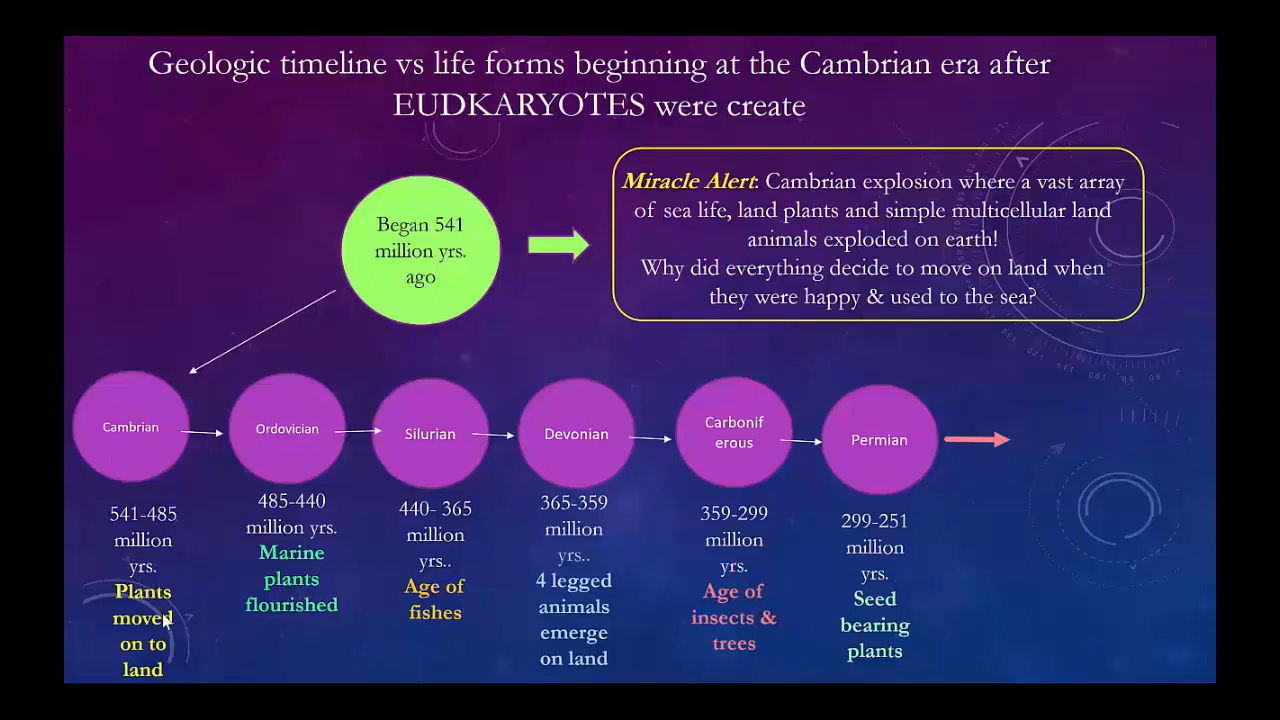 Geologic timeline vs life forms beginning at the Cambrian era after
EUDKARYOTES were create
Began 541
million yrs.
ago
Miracle Alert: Cambrian explosion where a vast array
of sea life, land plants and simple multicellular land
animals exploded on earth!
Why did everything decide to move on land when
they were happy & used to the sea?
Cambrian
541-485
million
yrs.
Plants
moved
on to
land
Ordovician
485-440
million yrs.
Marine
plants
flourished
Silurian
440- 365
million
yrs..
Age of
fishes
Devonian
365-359
million
yrs..
4 legged
animals
emerge
on land
Carbonif
erous
359-299
million
yrs.
Age of
insects &
trees
Permian
299-251
million
yrs.
Seed
bearing
plants